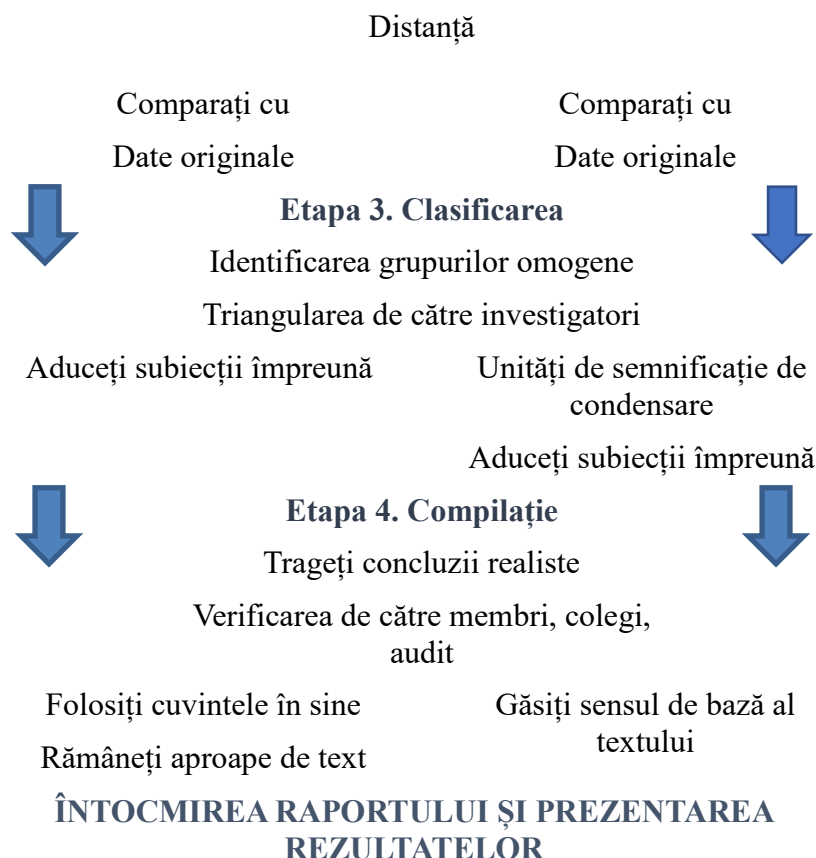 Distanță
Comparați cu
Comparați cu
Date originale
Date originale
Etapa 3. Clasificarea
Identificarea grupurilor omogene
Triangularea de către investigatori
Aduceți subiecții împreună
Unități de semnificație de
condensare
Aduceți subiecții împreună
Etapa 4. Compilație
Trageți concluzii realiste
Verificarea de către membri, colegi,
audit
Folosiți cuvintele în sine
Rămâneți aproape de text
Găsiți sensul de bază al
textului
ÎNTOCMIREA RAPORTULUI ȘI PREZENTAREA
REZULTATELOR